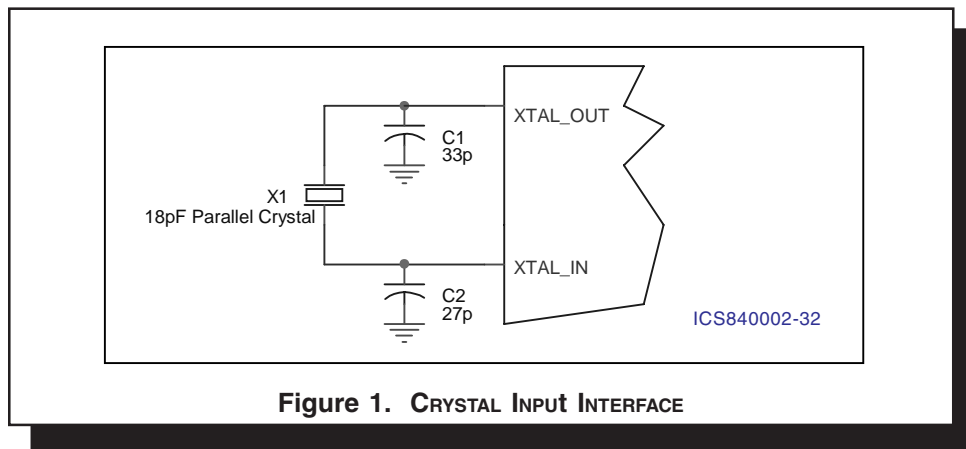 XTAL_OUT
C1
33p
X1
18pF Parallel Crystal
XTAL_IN
C2
27p
ICS840002-32
Figure 1. CRYSTAL INPUt INTERFACE